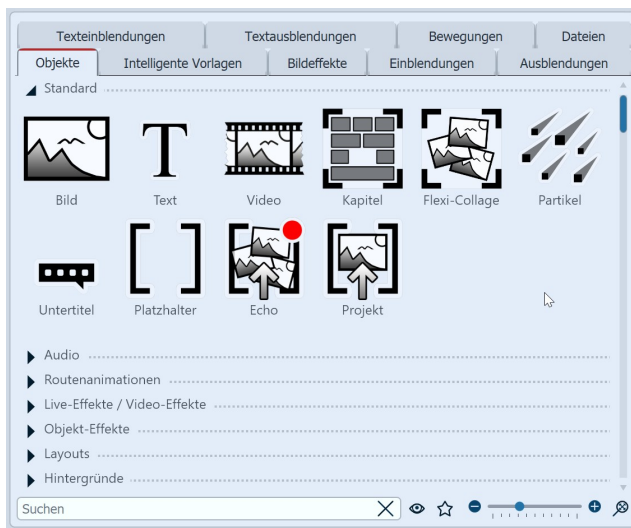 Texteinblendungen Textausblendungen Bewegungen Dateien
Objekte Intelligente Vorlagen Bildeffekte Einblendungen Ausblendungen
Standard
Bild Text Video Kapitel Flexi-Collage Partikel
Untertitel Platzhalter Echo Projekt
Audio
Routenanimationen
Live-Effekte / Video-Effekte
Objekt-Effekte
Layouts
Hintergründe
Suchen